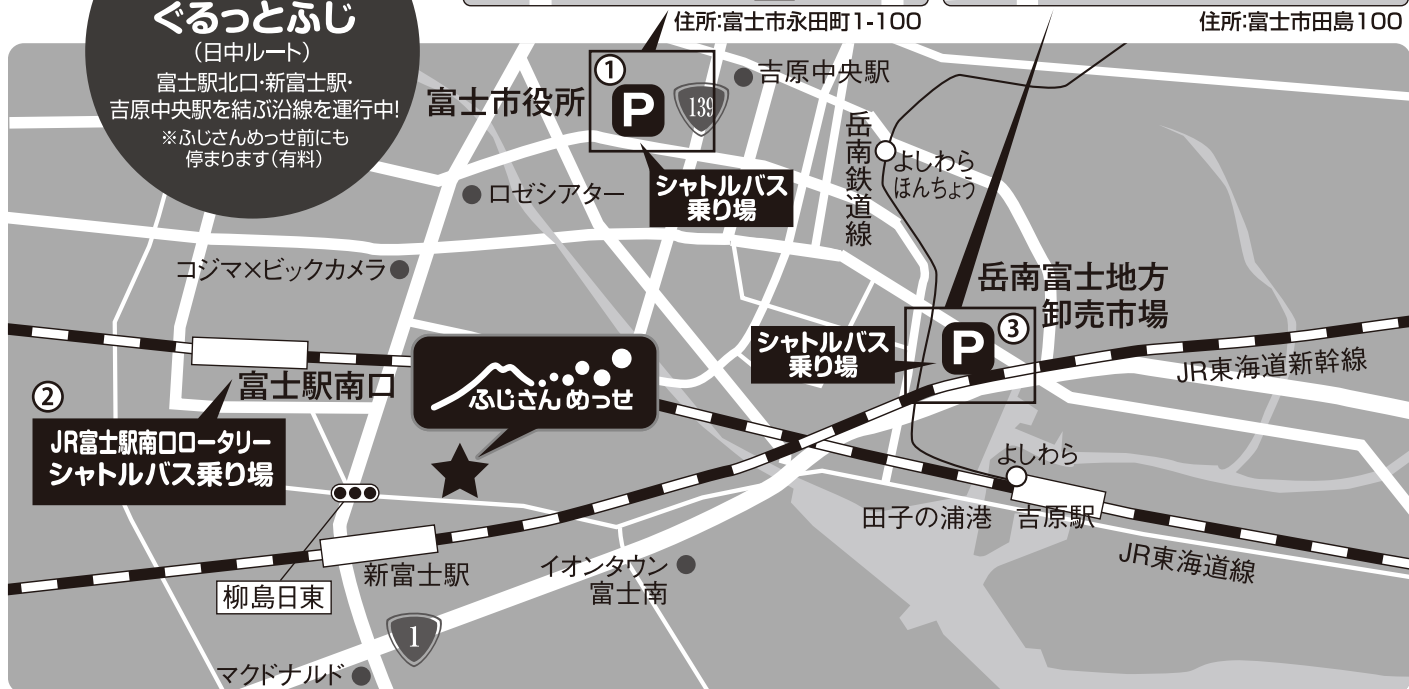 ぐるっとふじ
(日中ルート)
富士駅北口・新富士駅・
吉原中央駅を結ぶ沿線を運行中!
※ふじさんめっせ前にも
停まります(有料)
住所:富士市永田町1-100
住所:富士市田島100
①
P
139
富士市役所
吉原中央駅
シャトルバス
乗り場
ロゼシアター
岳南鉄道線
よしわら
ほんちょう
コジマ×ビックカメラ
岳南富士地方
卸売市場
シャトルバス
乗り場
P
③
JR東海道新幹線
富士駅南口
②
JR富士駅南口ロータリー
シャトルバス乗り場
ふじさんめっせ
よしわら
田子の浦港
吉原駅
JR東海道線
新富士駅
柳島日東
イオンタウン
富士南
1
マクドナルド